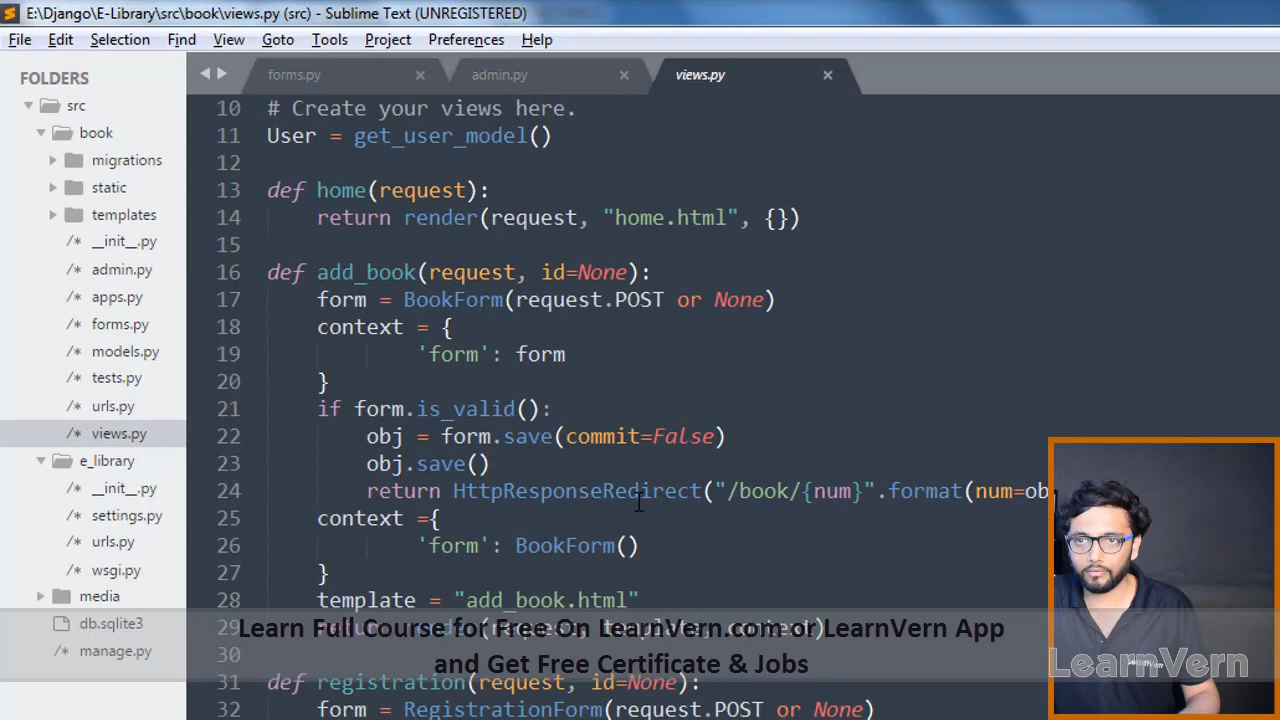 E:\Django\E-Library\src\book\views.py (src) - Sublime Text (UNREGISTERED)
File Edit Selection Find View Goto Tools Project Preferences Help
FOLDERS
src
book
migrations
static
templates
/* __init__.py
/* admin.py
/* apps.py
/* forms.py
/* models.py
/* tests.py
/* urls.py
/* views.py
e_library
/* __init__.py
/* settings.py
/* urls.py
/* wsgi.py
media
db.sqlite3
/* manage.py
forms.py × admin.py × views.py ×
10 # Create your views here.
11 User = get_user_model()
12
13 def home(request):
14 return render(request, "home.html", {})
15
16 def add_book(request, id=None):
17 form = BookForm(request.POST or None)
18 context = {
19 'form': form
20 }
21 if form.is_valid():
22 obj = form.save(commit=False)
23 obj.save()
24 return HttpResponseRedirect("/book/{num}".format(num=ob
25 context ={
26 'form': BookForm()
27 }
28 template = "add_book.html"
29 return render(request, template, context)
30
31 def registration(request, id=None):
32 form = RegistrationForm(request.POST or None)
Learn Full Course for Free On LearnVern.com or LearnVern App
and Get Free Certificate & Jobs
LearnVern